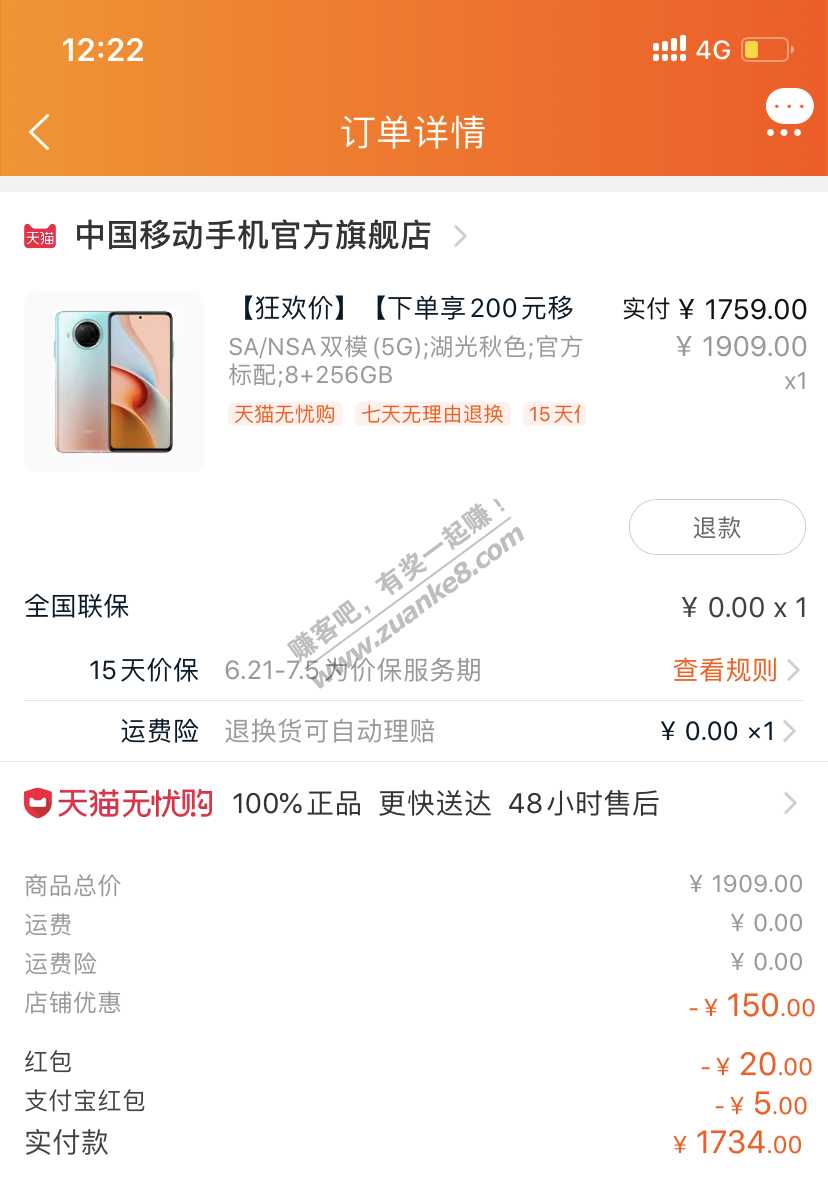 12:22
4G
订单详情
天猫 中国移动手机官方旗舰店
【狂欢价】【下单享200元移 实付 ¥ 1759.00
SA/NSA双模(5G);湖光秋色;官方 ¥ 1909.00
标配;8+256GB x1
天猫无忧购 七天无理由退换 15天
退款
赚客吧，有奖一起赚！
www.zuanke8.com
全国联保 ¥ 0.00 x 1
15天价保 6.21-7.5为价保服务期 查看规则
运费险 退换货可自动理赔 ¥ 0.00 ×1
天猫无忧购 100%正品 更快送达 48小时售后
商品总价 ¥ 1909.00
运费 ¥ 0.00
运费险 ¥ 0.00
店铺优惠 -¥ 150.00
红包 -¥ 20.00
支付宝红包 -¥ 5.00
实付款 ¥ 1734.00